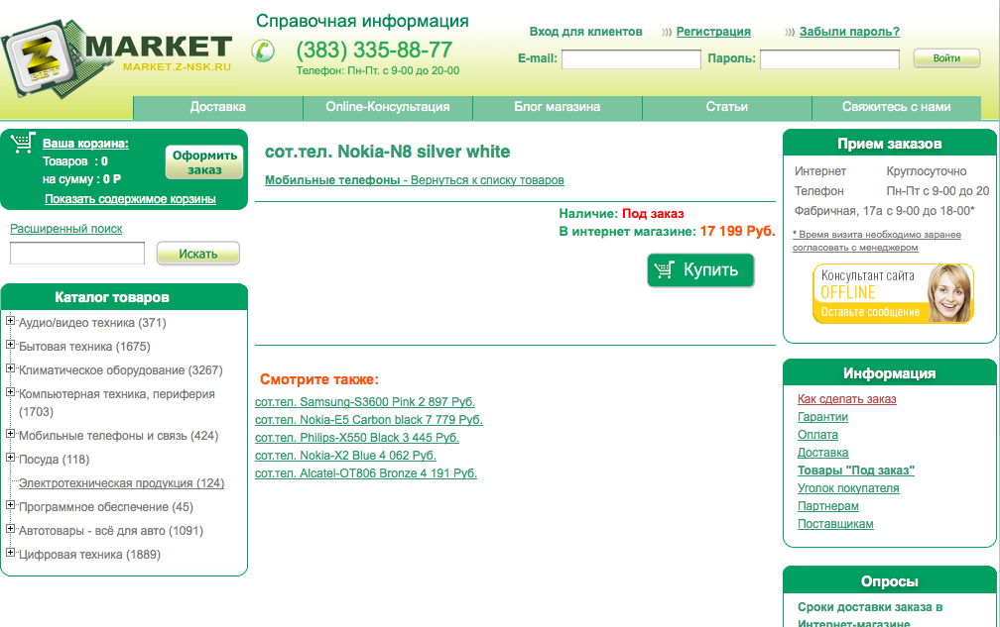 Z
ЗЕТ
MARKET
MARKET.Z-NSK.RU
Справочная информация
(383) 335-88-77
Телефон: Пн-Пт. с 9-00 до 20-00
Вход для клиентов
Регистрация
Забыли пароль?
E-mail:
Пароль:
Войти
Доставка
Online-Консультация
Блог магазина
Статьи
Свяжитесь с нами
Ваша корзина:
Товаров : 0
на сумму : 0 Р
Оформить
заказ
Показать содержимое корзины
Расширенный поиск
Искать
Каталог товаров
Аудио/видео техника (371)
Бытовая техника (1675)
Климатическое оборудование (3267)
Компьютерная техника, периферия
(1703)
Мобильные телефоны и связь (424)
Посуда (118)
Электротехническая продукция (124)
Программное обеспечение (45)
Автотовары - всё для авто (1091)
Цифровая техника (1889)
сот.тел. Nokia-N8 silver white
Мобильные телефоны - Вернуться к списку товаров
Наличие: Под заказ
В интернет магазине: 17 199 Руб.
Купить
Смотрите также:
сот.тел. Samsung-S3600 Pink 2 897 Руб.
сот.тел. Nokia-E5 Carbon black 7 779 Руб.
сот.тел. Philips-X550 Black 3 445 Руб.
сот.тел. Nokia-X2 Blue 4 062 Руб.
сот.тел. Alcatel-OT806 Bronze 4 191 Руб.
Прием заказов
Интернет Круглосуточно
Телефон Пн-Пт с 9-00 до 20
Фабричная, 17а с 9-00 до 18-00*
* Время визита необходимо заранее
согласовать с менеджером
Консультант сайта
OFFLINE
Оставьте сообщение
Информация
Как сделать заказ
Гарантии
Оплата
Доставка
Товары "Под заказ"
Уголок покупателя
Партнерам
Поставщикам
Опросы
Сроки доставки заказа в
Интернет-магазине